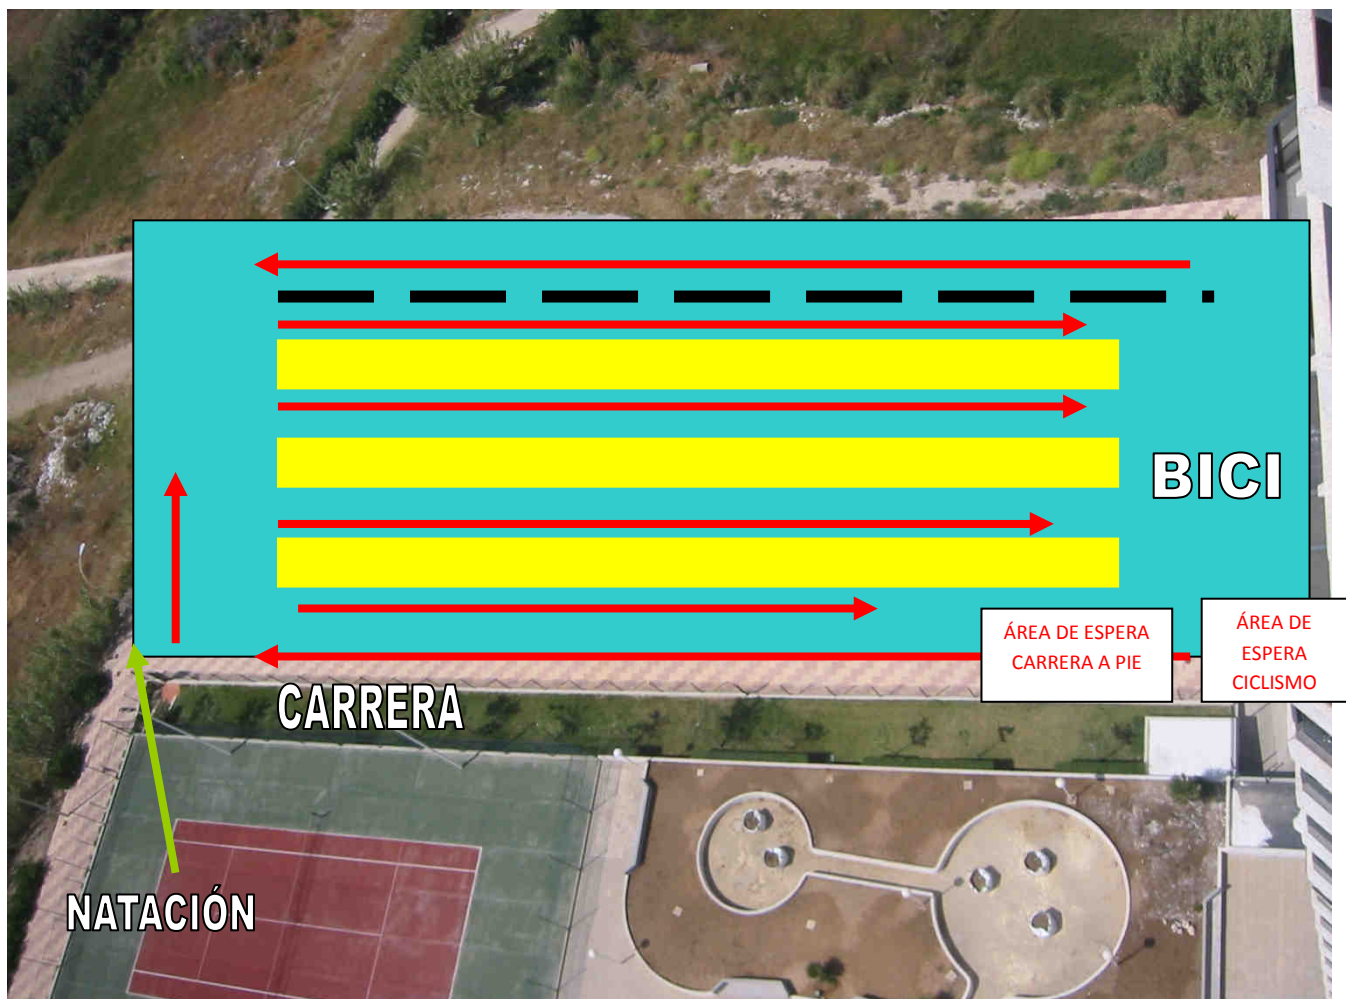 BICI
ÁREA DE ESPERA
CARRERA A PIE
ÁREA DE
ESPERA
CICLISMO
CARRERA
NATACIÓN